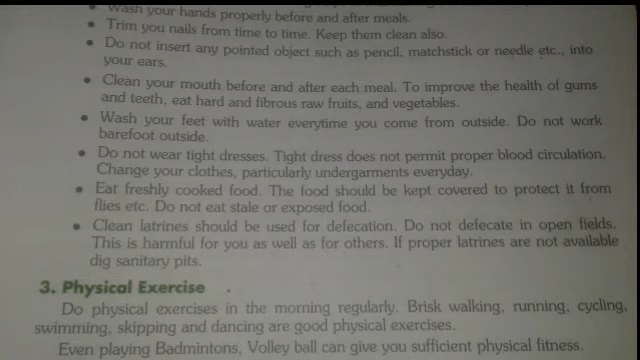 • Wash your hands properly before and after meals.
• Trim you nails from time to time. Keep them clean also.
• Do not insert any pointed object such as pencil, matchstick or needle etc., into
your ears.
• Clean your mouth before and after each meal. To improve the health of gums
and teeth, eat hard and fibrous raw fruits, and vegetables.
• Wash your feet with water everytime you come from outside. Do not work
barefoot outside.
• Do not wear tight dresses. Tight dress does not permit proper blood circulation.
Change your clothes, particularly undergarments everyday.
• Eat freshly cooked food. The food should be kept covered to protect it from
flies etc. Do not eat stale or exposed food.
• Clean latrines should be used for defecation. Do not defecate in open fields.
This is harmful for you as well as for others. If proper latrines are not available
dig sanitary pits.
3. Physical Exercise
Do physical exercises in the morning regularly. Brisk walking, running, cycling,
swimming, skipping and dancing are good physical exercises.
Even playing Badmintons, Volley ball can give you sufficient physical fitness.